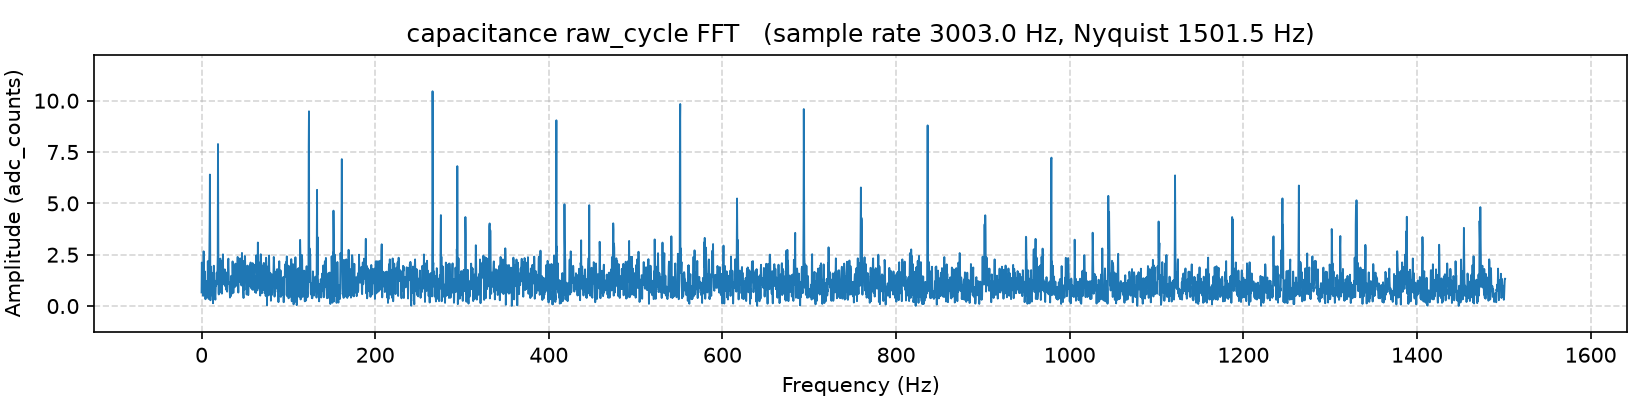 capacitance raw_cycle FFT (sample rate 3003.0 Hz, Nyquist 1501.5 Hz)
Amplitude (adc_counts)
10.0
7.5
5.0
2.5
0.0
0 200 400 600 800 1000 1200 1400 1600
Frequency (Hz)